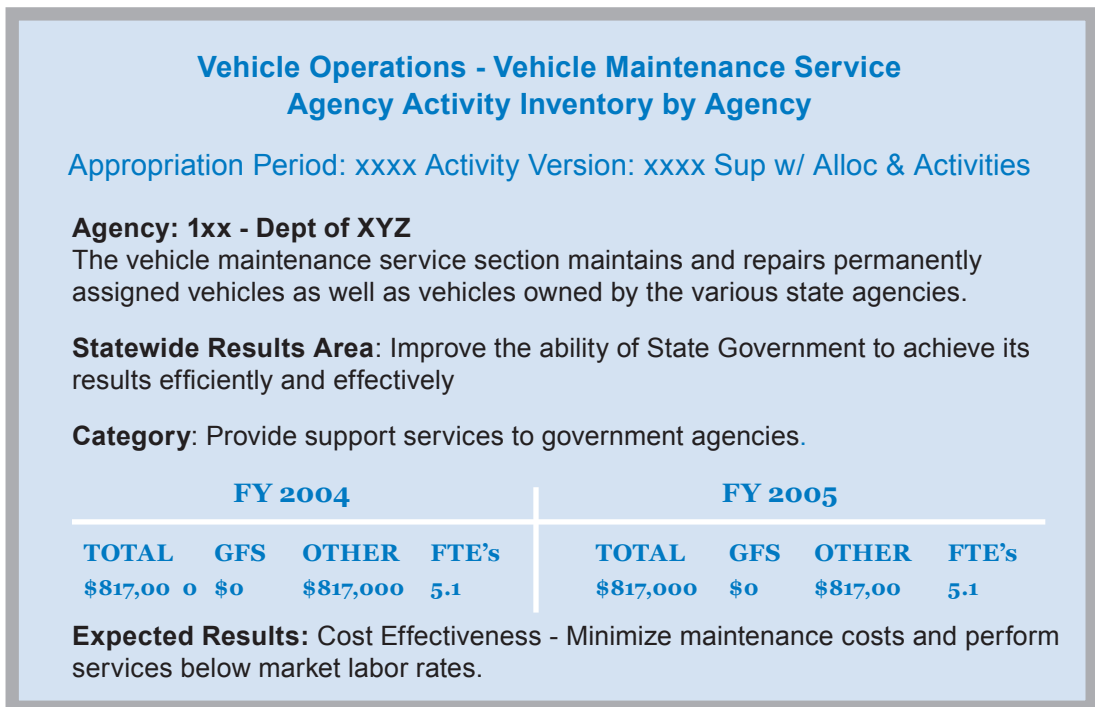 Vehicle Operations - Vehicle Maintenance Service
Agency Activity Inventory by Agency
Appropriation Period: xxxx Activity Version: xxxx Sup w/ Alloc & Activities
Agency: 1xx - Dept of XYZ
The vehicle maintenance service section maintains and repairs permanently
assigned vehicles as well as vehicles owned by the various state agencies.
Statewide Results Area: Improve the ability of State Government to achieve its
results efficiently and effectively
Category: Provide support services to government agencies.
FY 2004 FY 2005
TOTAL GFS OTHER FTE’s TOTAL GFS OTHER FTE’s
$817,00 0 $0 $817,000 5.1 $817,000 $0 $817,00 5.1
Expected Results: Cost Effectiveness - Minimize maintenance costs and perform
services below market labor rates.